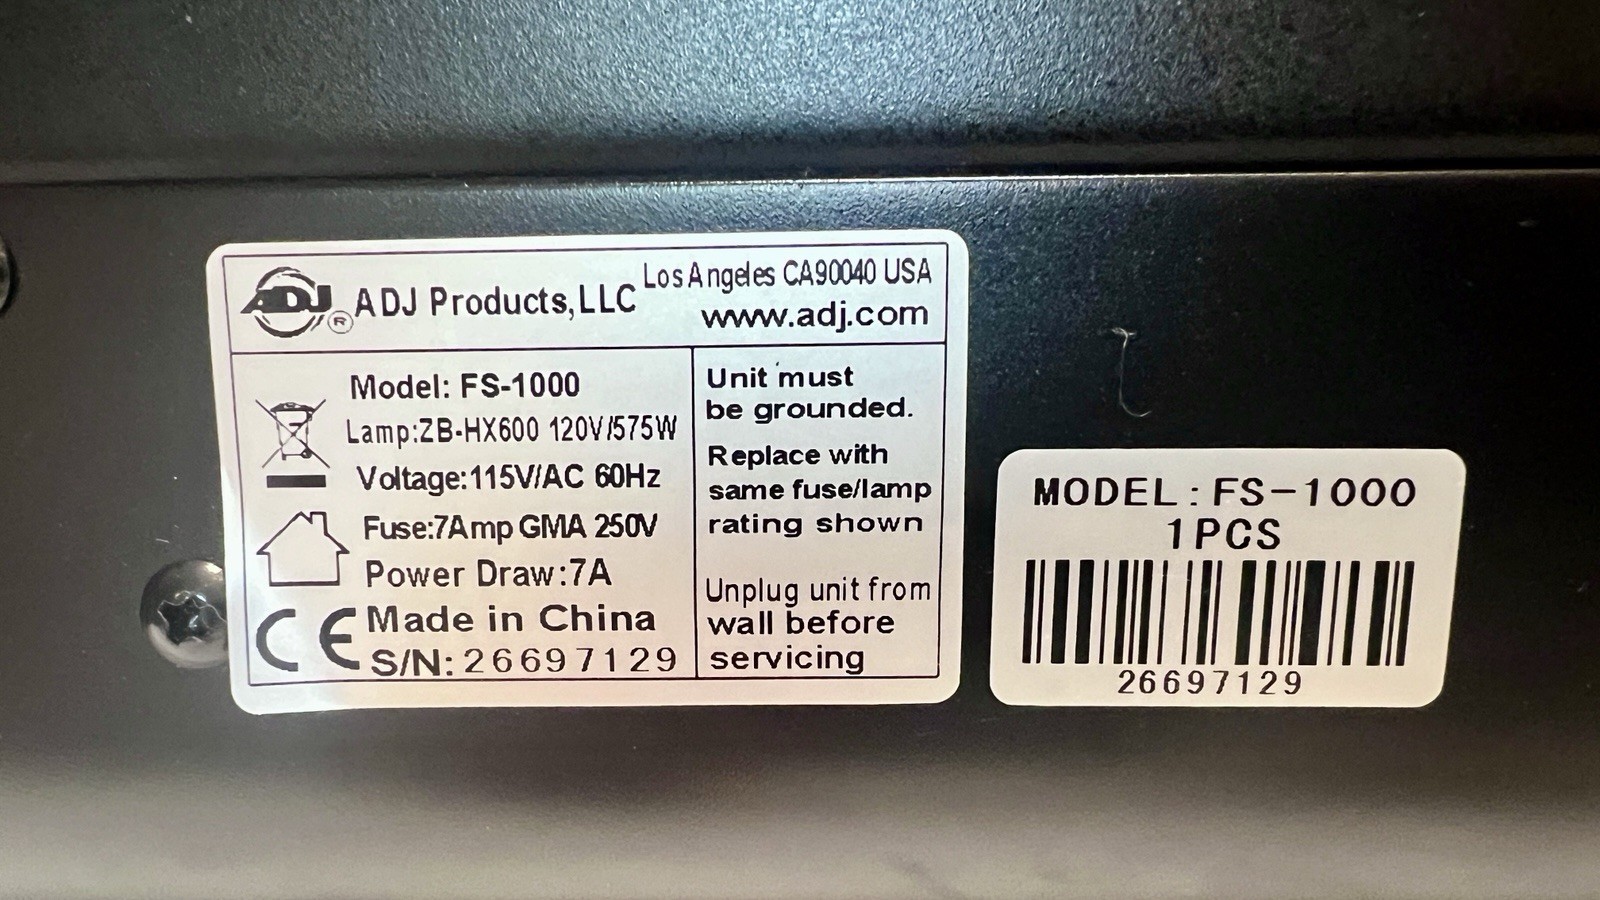 ADJ ® ADJ Products,LLC
Los Angeles CA90040 USA
www.adj.com
Model: FS-1000
Lamp:ZB-HX600 120V/575W
Voltage:115V/AC 60Hz
Fuse:7Amp GMA 250V
Power Draw:7A
CE Made in China
S/N:26697129
Unit must
be grounded.
Replace with
same fuse/lamp
rating shown
Unplug unit from
wall before
servicing
MODEL:FS-1000
1PCS
26697129